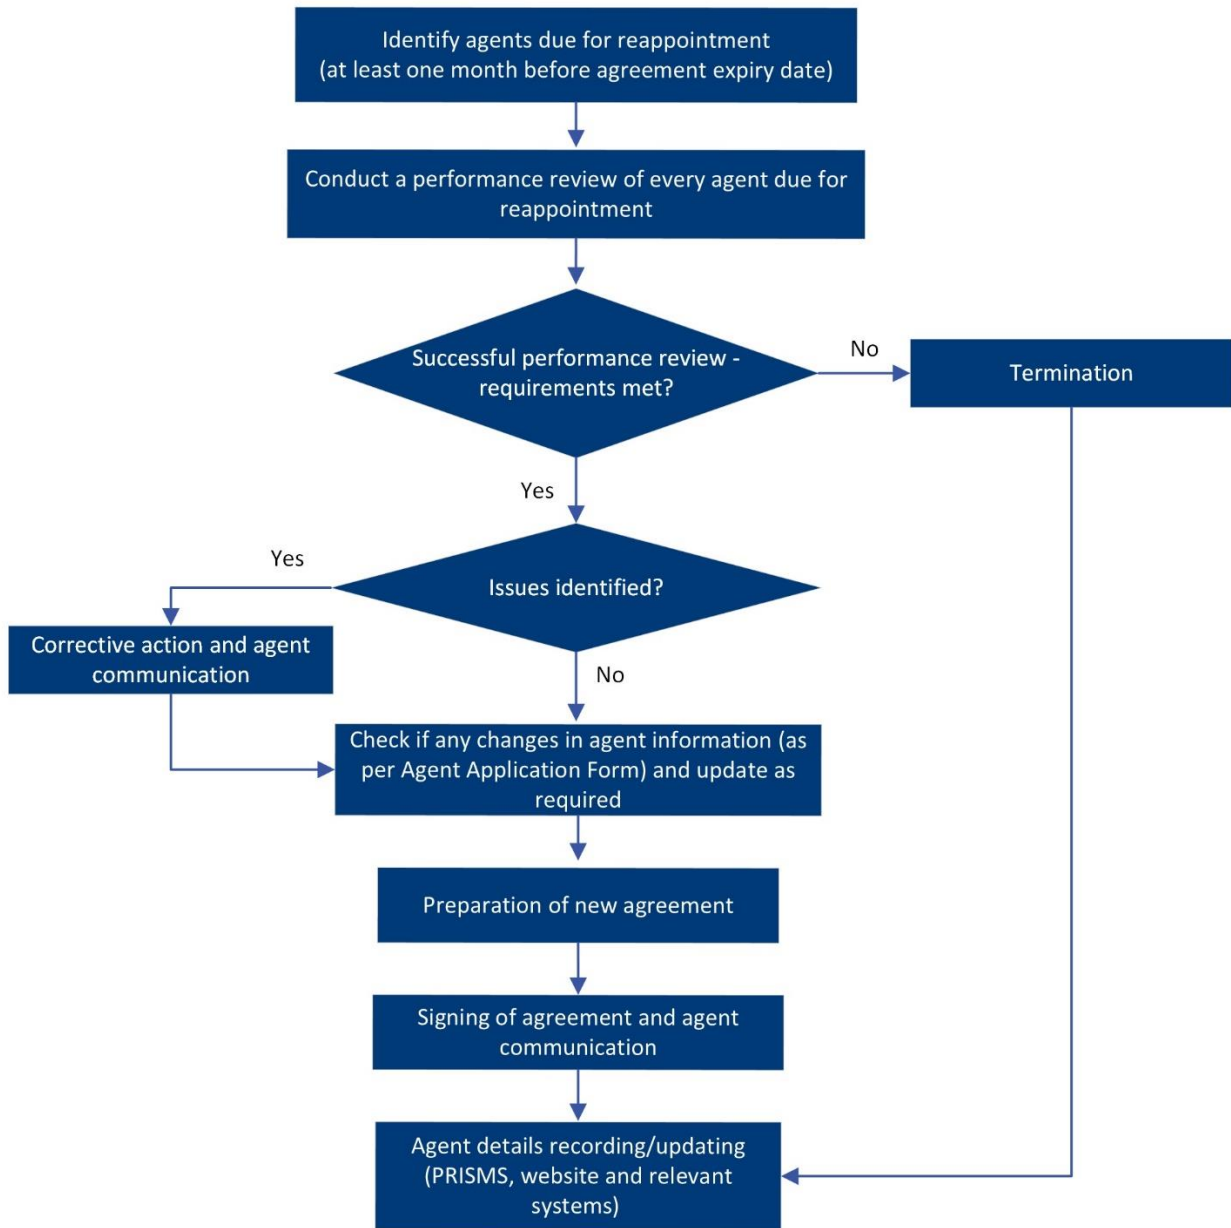 Identify agents due for reappointment
(at least one month before agreement expiry date)
Conduct a performance review of every agent due for
reappointment
Successful performance review -
requirements met?
No
Termination
Yes
Issues identified?
Yes
Corrective action and agent
communication
No
Check if any changes in agent information (as
per Agent Application Form) and update as
required
Preparation of new agreement
Signing of agreement and agent
communication
Agent details recording/updating
(PRISMS, website and relevant
systems)